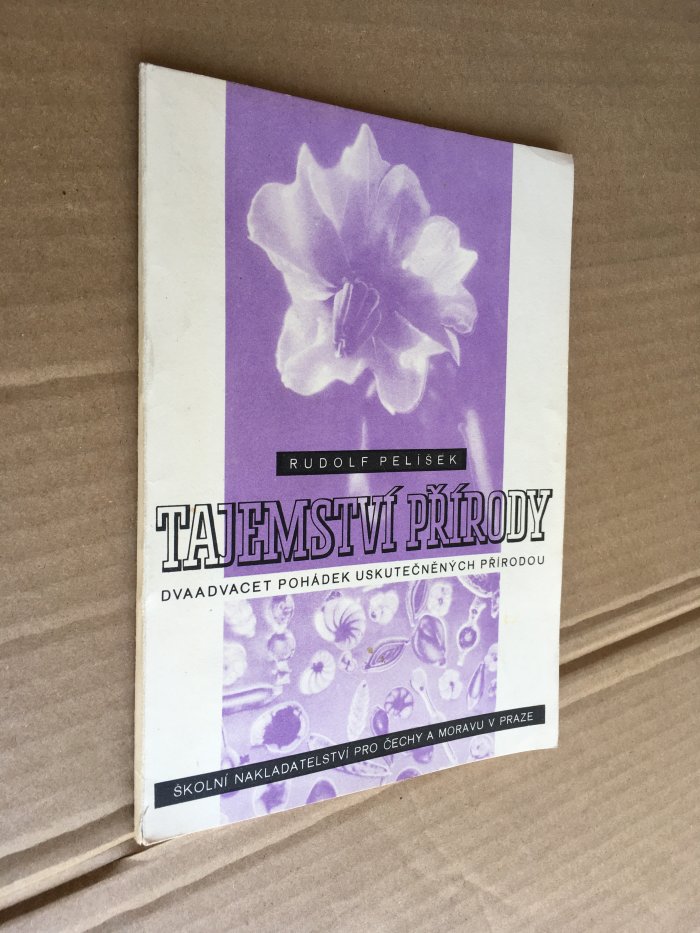 RUDOLF PELÍŠEK
TAJEMSTVÍ PŘÍRODY
DVAADVACET POHÁDEK USKUTEČNĚNÝCH PŘÍRODOU
ŠKOLNÍ NAKLADATELSTVÍ PRO ČECHY A MORAVU V PRAZE